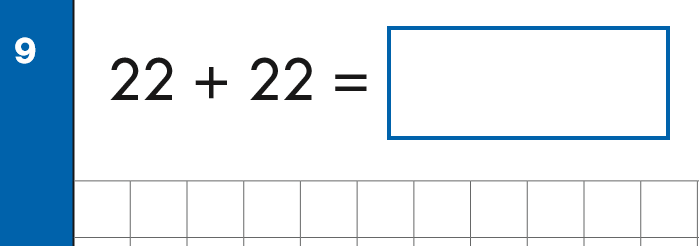 9
22 + 22 =